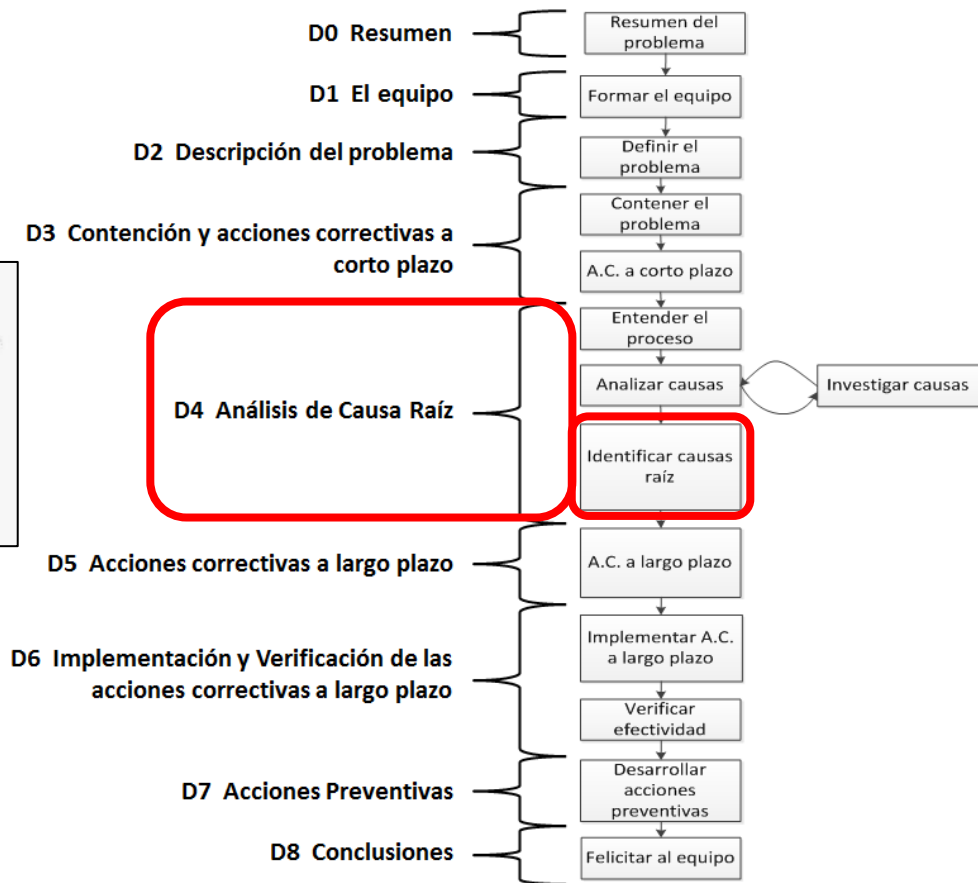 D0 Resumen
Resumen del
problema
D1 El equipo
Formar el equipo
D2 Descripción del problema
Definir el
problema
D3 Contención y acciones correctivas a
corto plazo
Contener el
problema
A.C. a corto plazo
D4 Análisis de Causa Raíz
Entender el
proceso
Analizar causas
Investigar causas
Identificar causas
raíz
D5 Acciones correctivas a largo plazo
A.C. a largo plazo
D6 Implementación y Verificación de las
acciones correctivas a largo plazo
Implementar A.C.
a largo plazo
Verificar
efectividad
D7 Acciones Preventivas
Desarrollar
acciones
preventivas
D8 Conclusiones
Felicitar al equipo